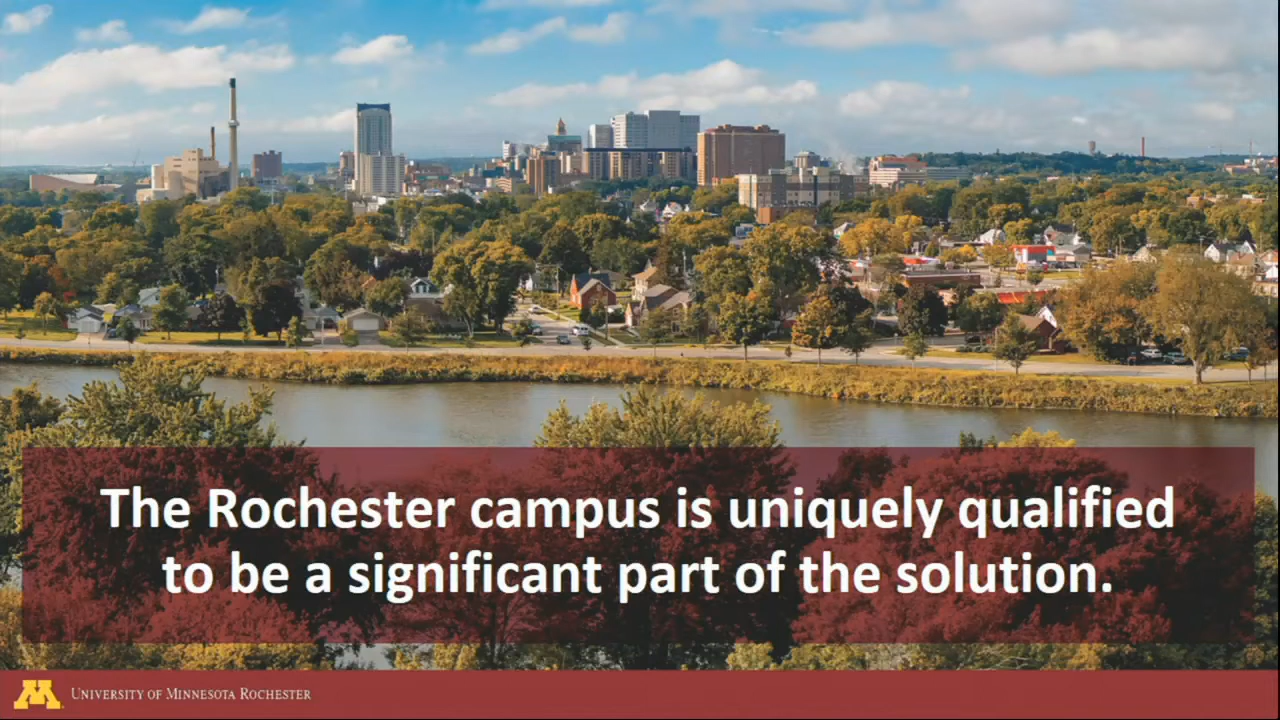 The Rochester campus is uniquely qualified
to be a significant part of the solution.
M
University of Minnesota Rochester